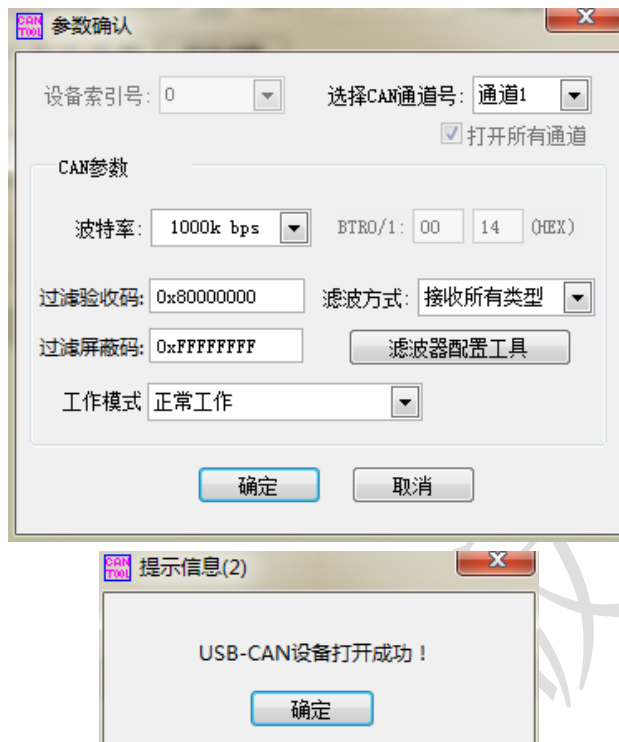 CAN TOOL 参数确认
设备索引号: 0 选择CAN通道号: 通道1
打开所有通道
CAN参数
波特率: 1000k bps BTR0/1: 00 14 (HEX)
过滤验收码: 0x80000000 滤波方式: 接收所有类型
过滤屏蔽码: 0xFFFFFFFF 滤波器配置工具
工作模式 正常工作
确定 取消
CAN TOOL 提示信息(2)
USB-CAN设备打开成功！
确定